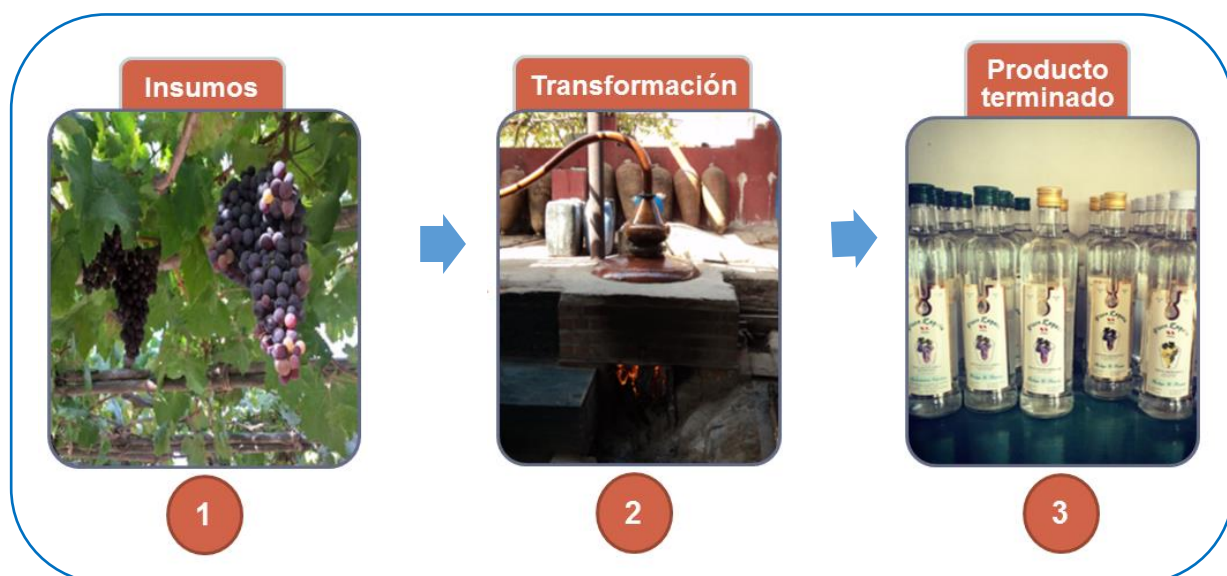 Insumos
Transformación
Producto
terminado
1
2
3